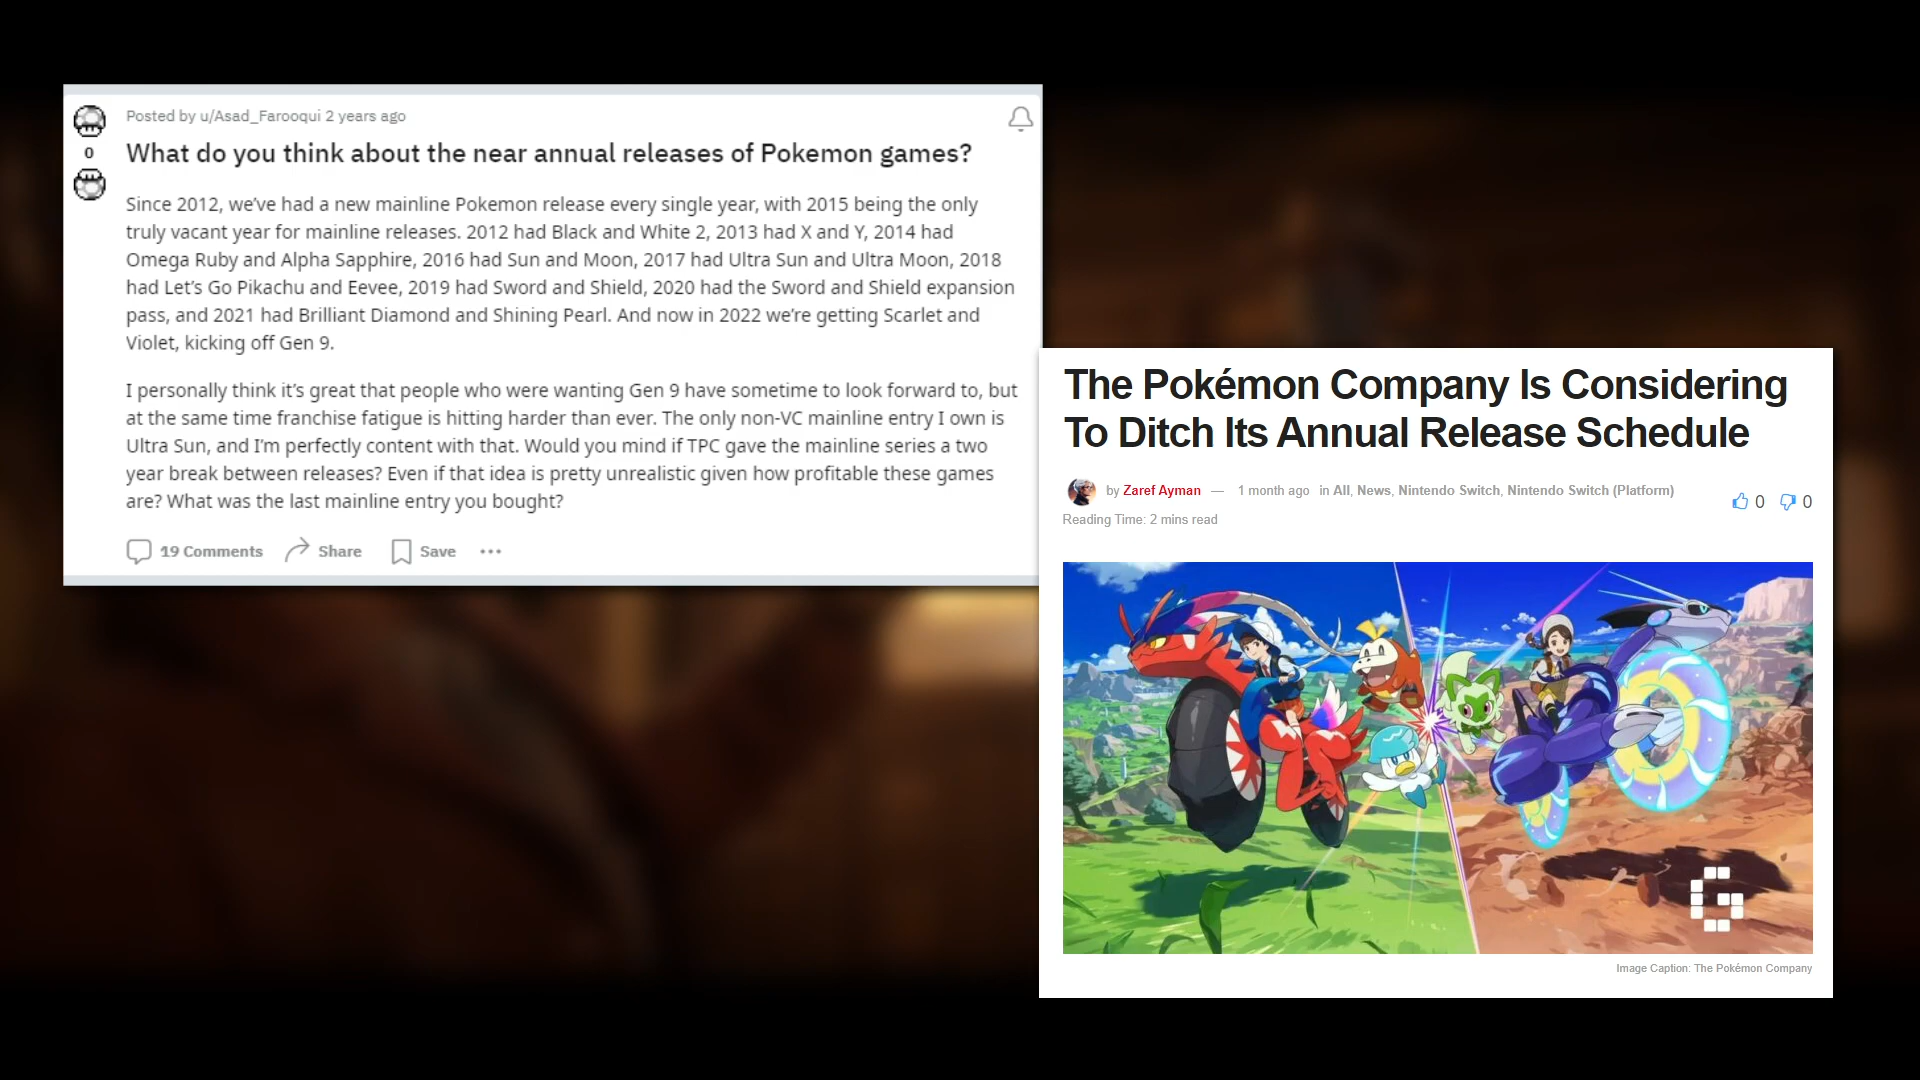 Posted by u/Asad_Farooqui 2 years ago
0
What do you think about the near annual releases of Pokemon games?
Since 2012, we’ve had a new mainline Pokemon release every single year, with 2015 being the only
truly vacant year for mainline releases. 2012 had Black and White 2, 2013 had X and Y, 2014 had
Omega Ruby and Alpha Sapphire, 2016 had Sun and Moon, 2017 had Ultra Sun and Ultra Moon, 2018
had Let’s Go Pikachu and Eevee, 2019 had Sword and Shield, 2020 had the Sword and Shield expansion
pass, and 2021 had Brilliant Diamond and Shining Pearl. And now in 2022 we’re getting Scarlet and
Violet, kicking off Gen 9.
I personally think it’s great that people who were wanting Gen 9 have sometime to look forward to, but
at the same time franchise fatigue is hitting harder than ever. The only non-VC mainline entry I own is
Ultra Sun, and I’m perfectly content with that. Would you mind if TPC gave the mainline series a two
year break between releases? Even if that idea is pretty unrealistic given how profitable these games
are? What was the last mainline entry you bought?
19 Comments Share Save
The Pokémon Company Is Considering
To Ditch Its Annual Release Schedule
by Zaref Ayman — 1 month ago in All, News, Nintendo Switch, Nintendo Switch (Platform)
0 0
Reading Time: 2 mins read
G
Image Caption: The Pokémon Company